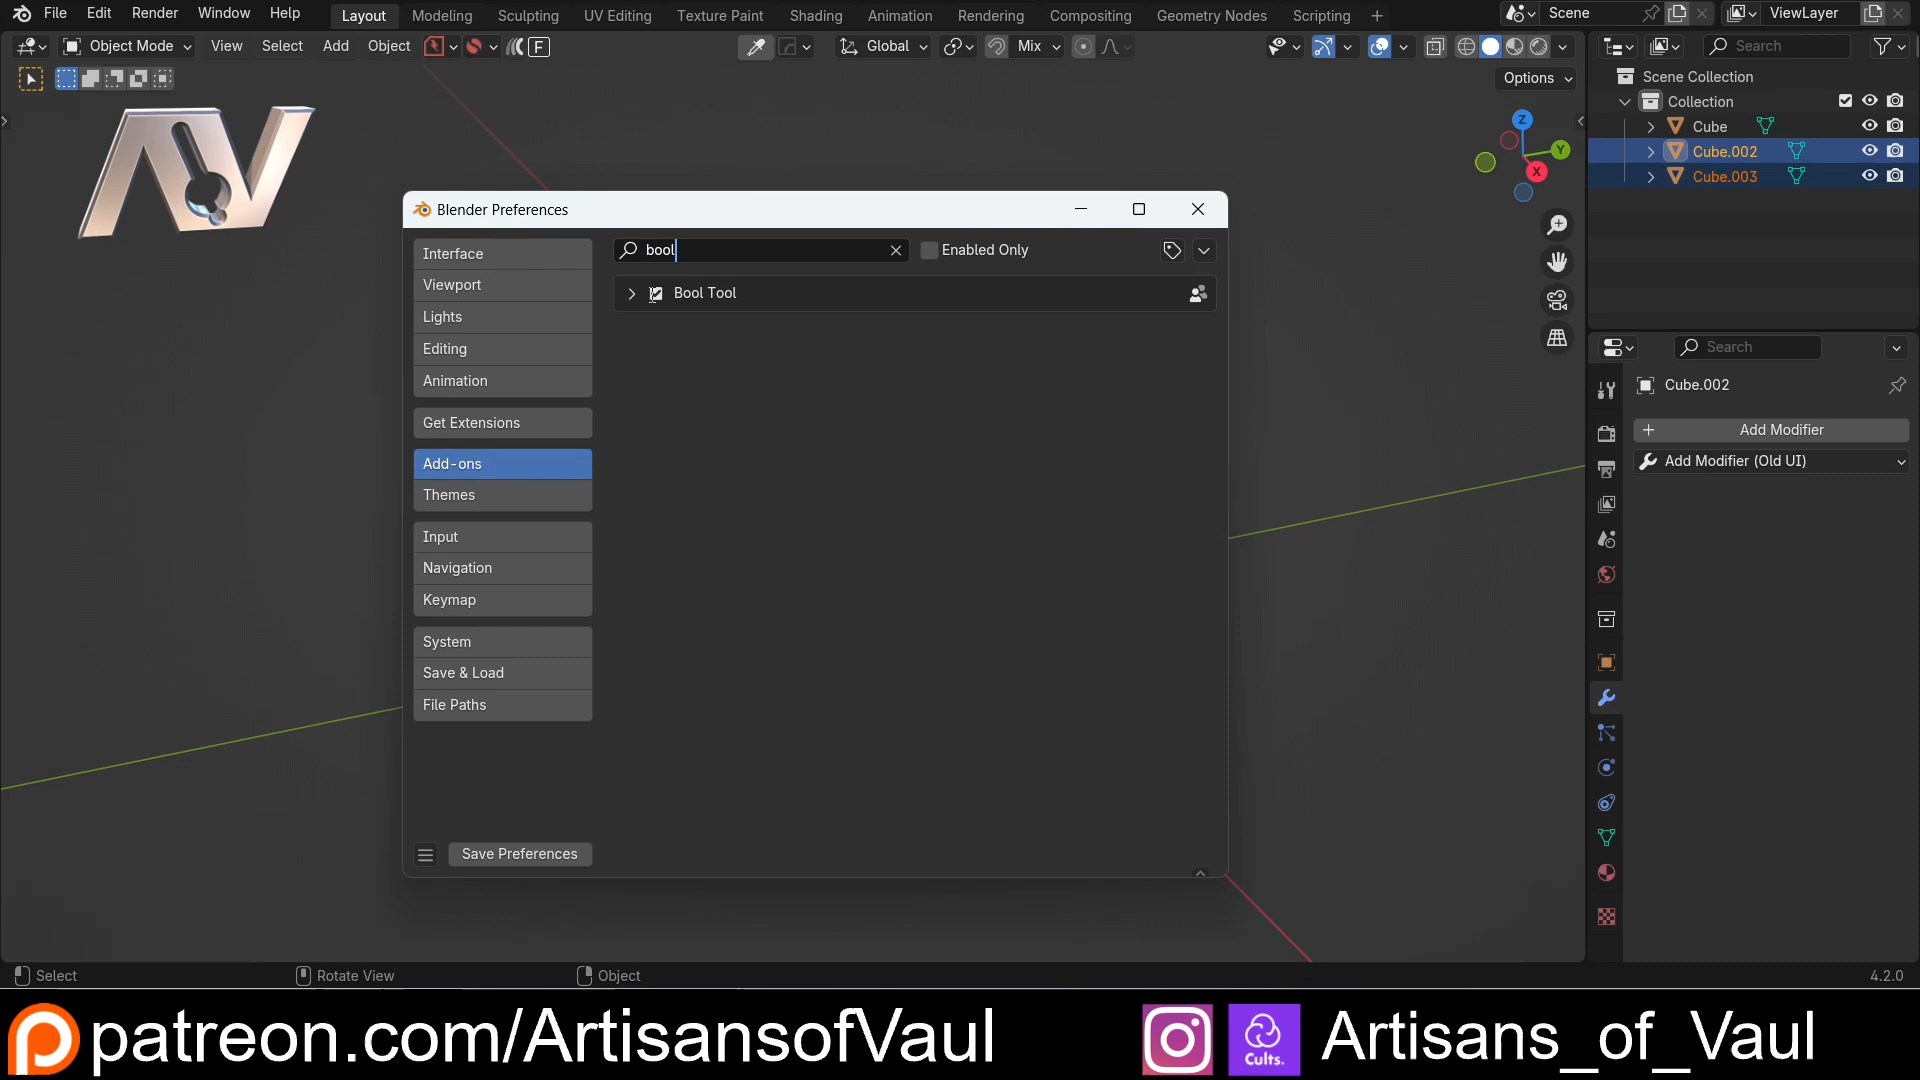 File Edit Render Window Help Layout Modeling Sculpting UV Editing Texture Paint Shading Animation Rendering Compositing Geometry Nodes Scripting + Scene ViewLayer
Object Mode View Select Add Object F Global Mix Search
Options
Scene Collection
Collection
Cube
Cube.002
Cube.003
Z
Y
X
AV
Blender Preferences
Interface
Viewport
Lights
Editing
Animation
Get Extensions
Add-ons
Themes
Input
Navigation
Keymap
System
Save & Load
File Paths
Save Preferences
bool
Enabled Only
Bool Tool
Search
Cube.002
Add Modifier
Add Modifier (Old UI)
Select Rotate View Object 4.2.0
patreon.com/ArtisansofVaul Cults. Artisans_of_Vaul